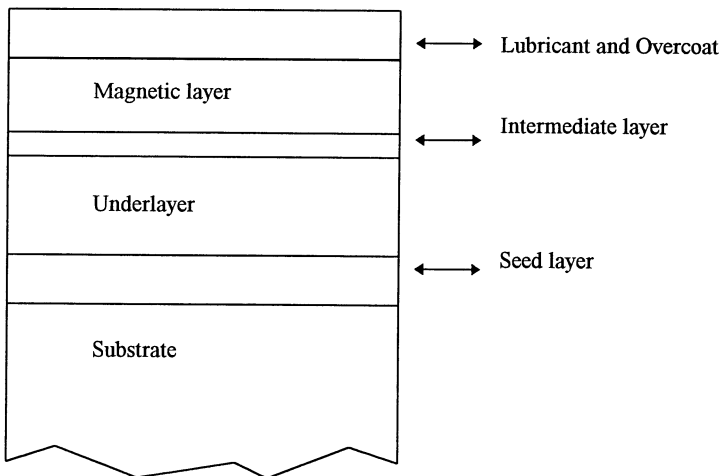 Lubricant and Overcoat
Magnetic layer
Intermediate layer
Underlayer
Seed layer
Substrate